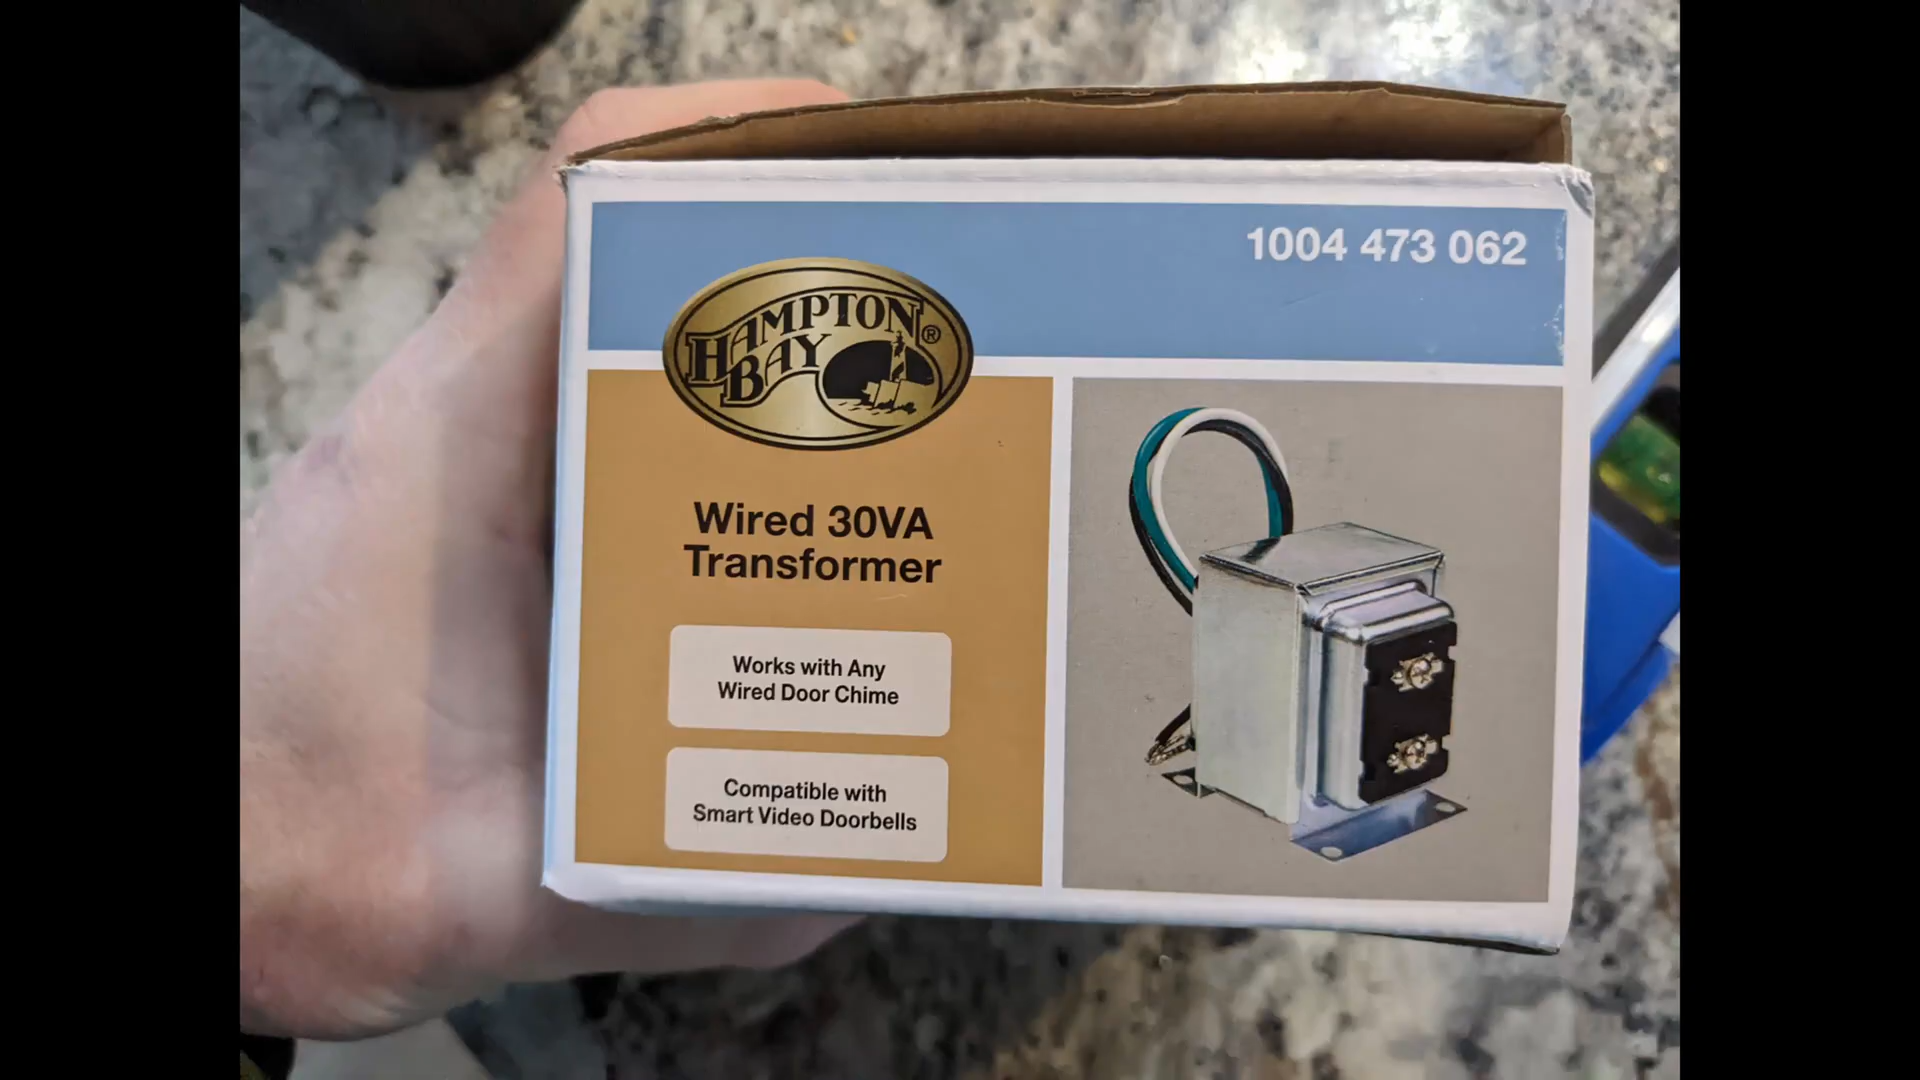 1004 473 062
HAMPTON
BAY ®
Wired 30VA
Transformer
Works with Any
Wired Door Chime
Compatible with
Smart Video Doorbells